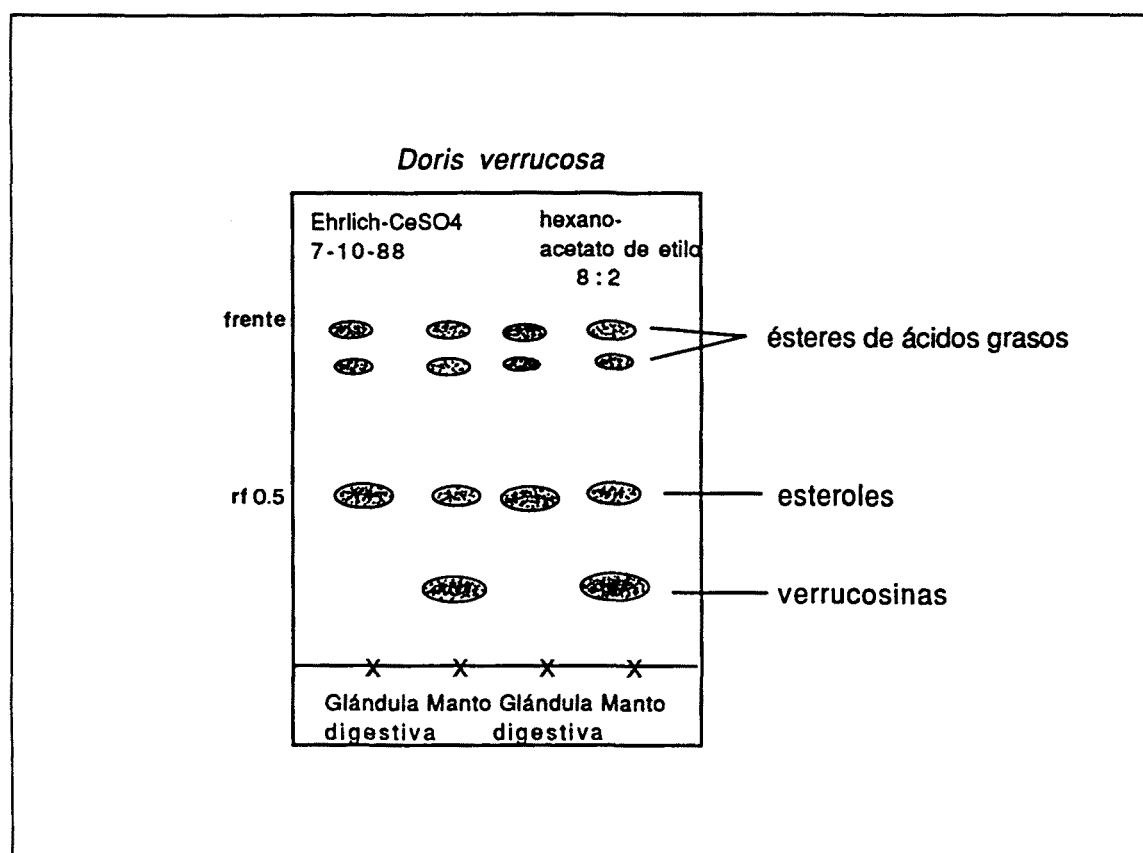 Doris verrucosa
Ehrlich-CeSO4
7-10-88
hexano-
acetato de etilo
8:2
frente
ésteres de ácidos grasos
rf 0.5
esteroles
verrucosinas
X X X X
Glándula Manto Glándula Manto
digestiva digestiva